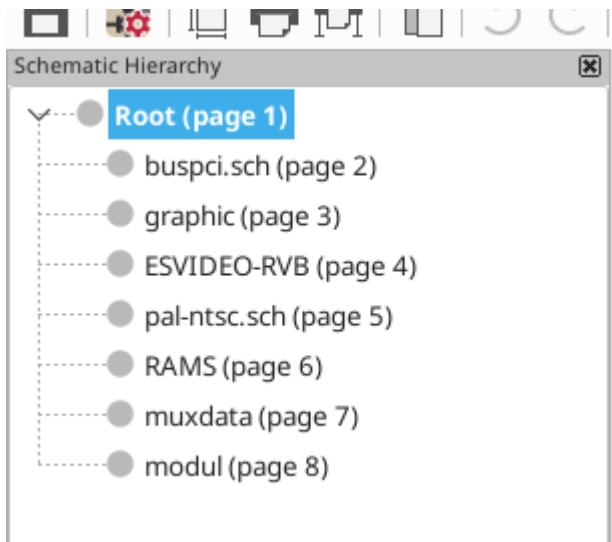 Schematic Hierarchy
Root (page 1)
buspci.sch (page 2)
graphic (page 3)
ESVIDEO-RVB (page 4)
pal-ntsc.sch (page 5)
RAMS (page 6)
muxdata (page 7)
modul (page 8)